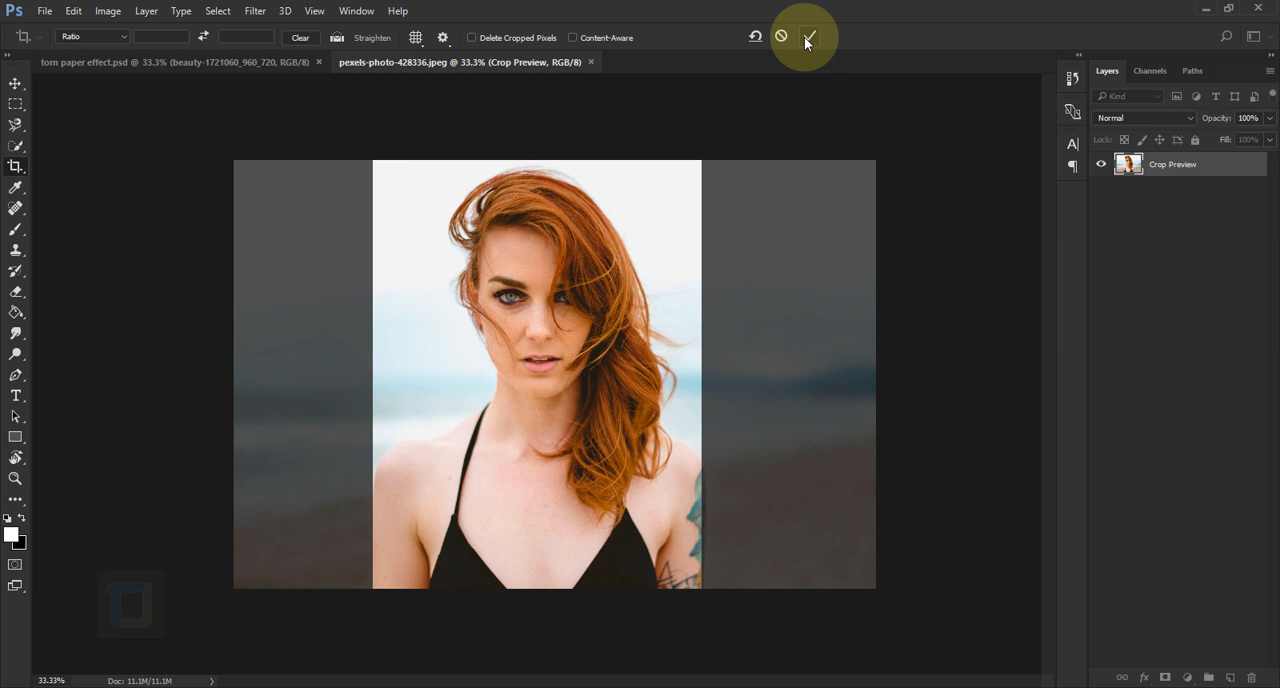 Ps File Edit Image Layer Type Select Filter 3D View Window Help
Ratio Clear Straighten Delete Cropped Pixels Content-Aware
torn paper effect.psd @ 33.3% (beauty-1721060_960_720, RGB/8) × pexels-photo-428336.jpeg @ 33.3% (Crop Preview, RGB/8) ×
Layers Channels Paths
Kind
Normal Opacity: 100%
Lock: Fill: 100%
Crop Preview
33.33% Doc: 11.1M/11.1M